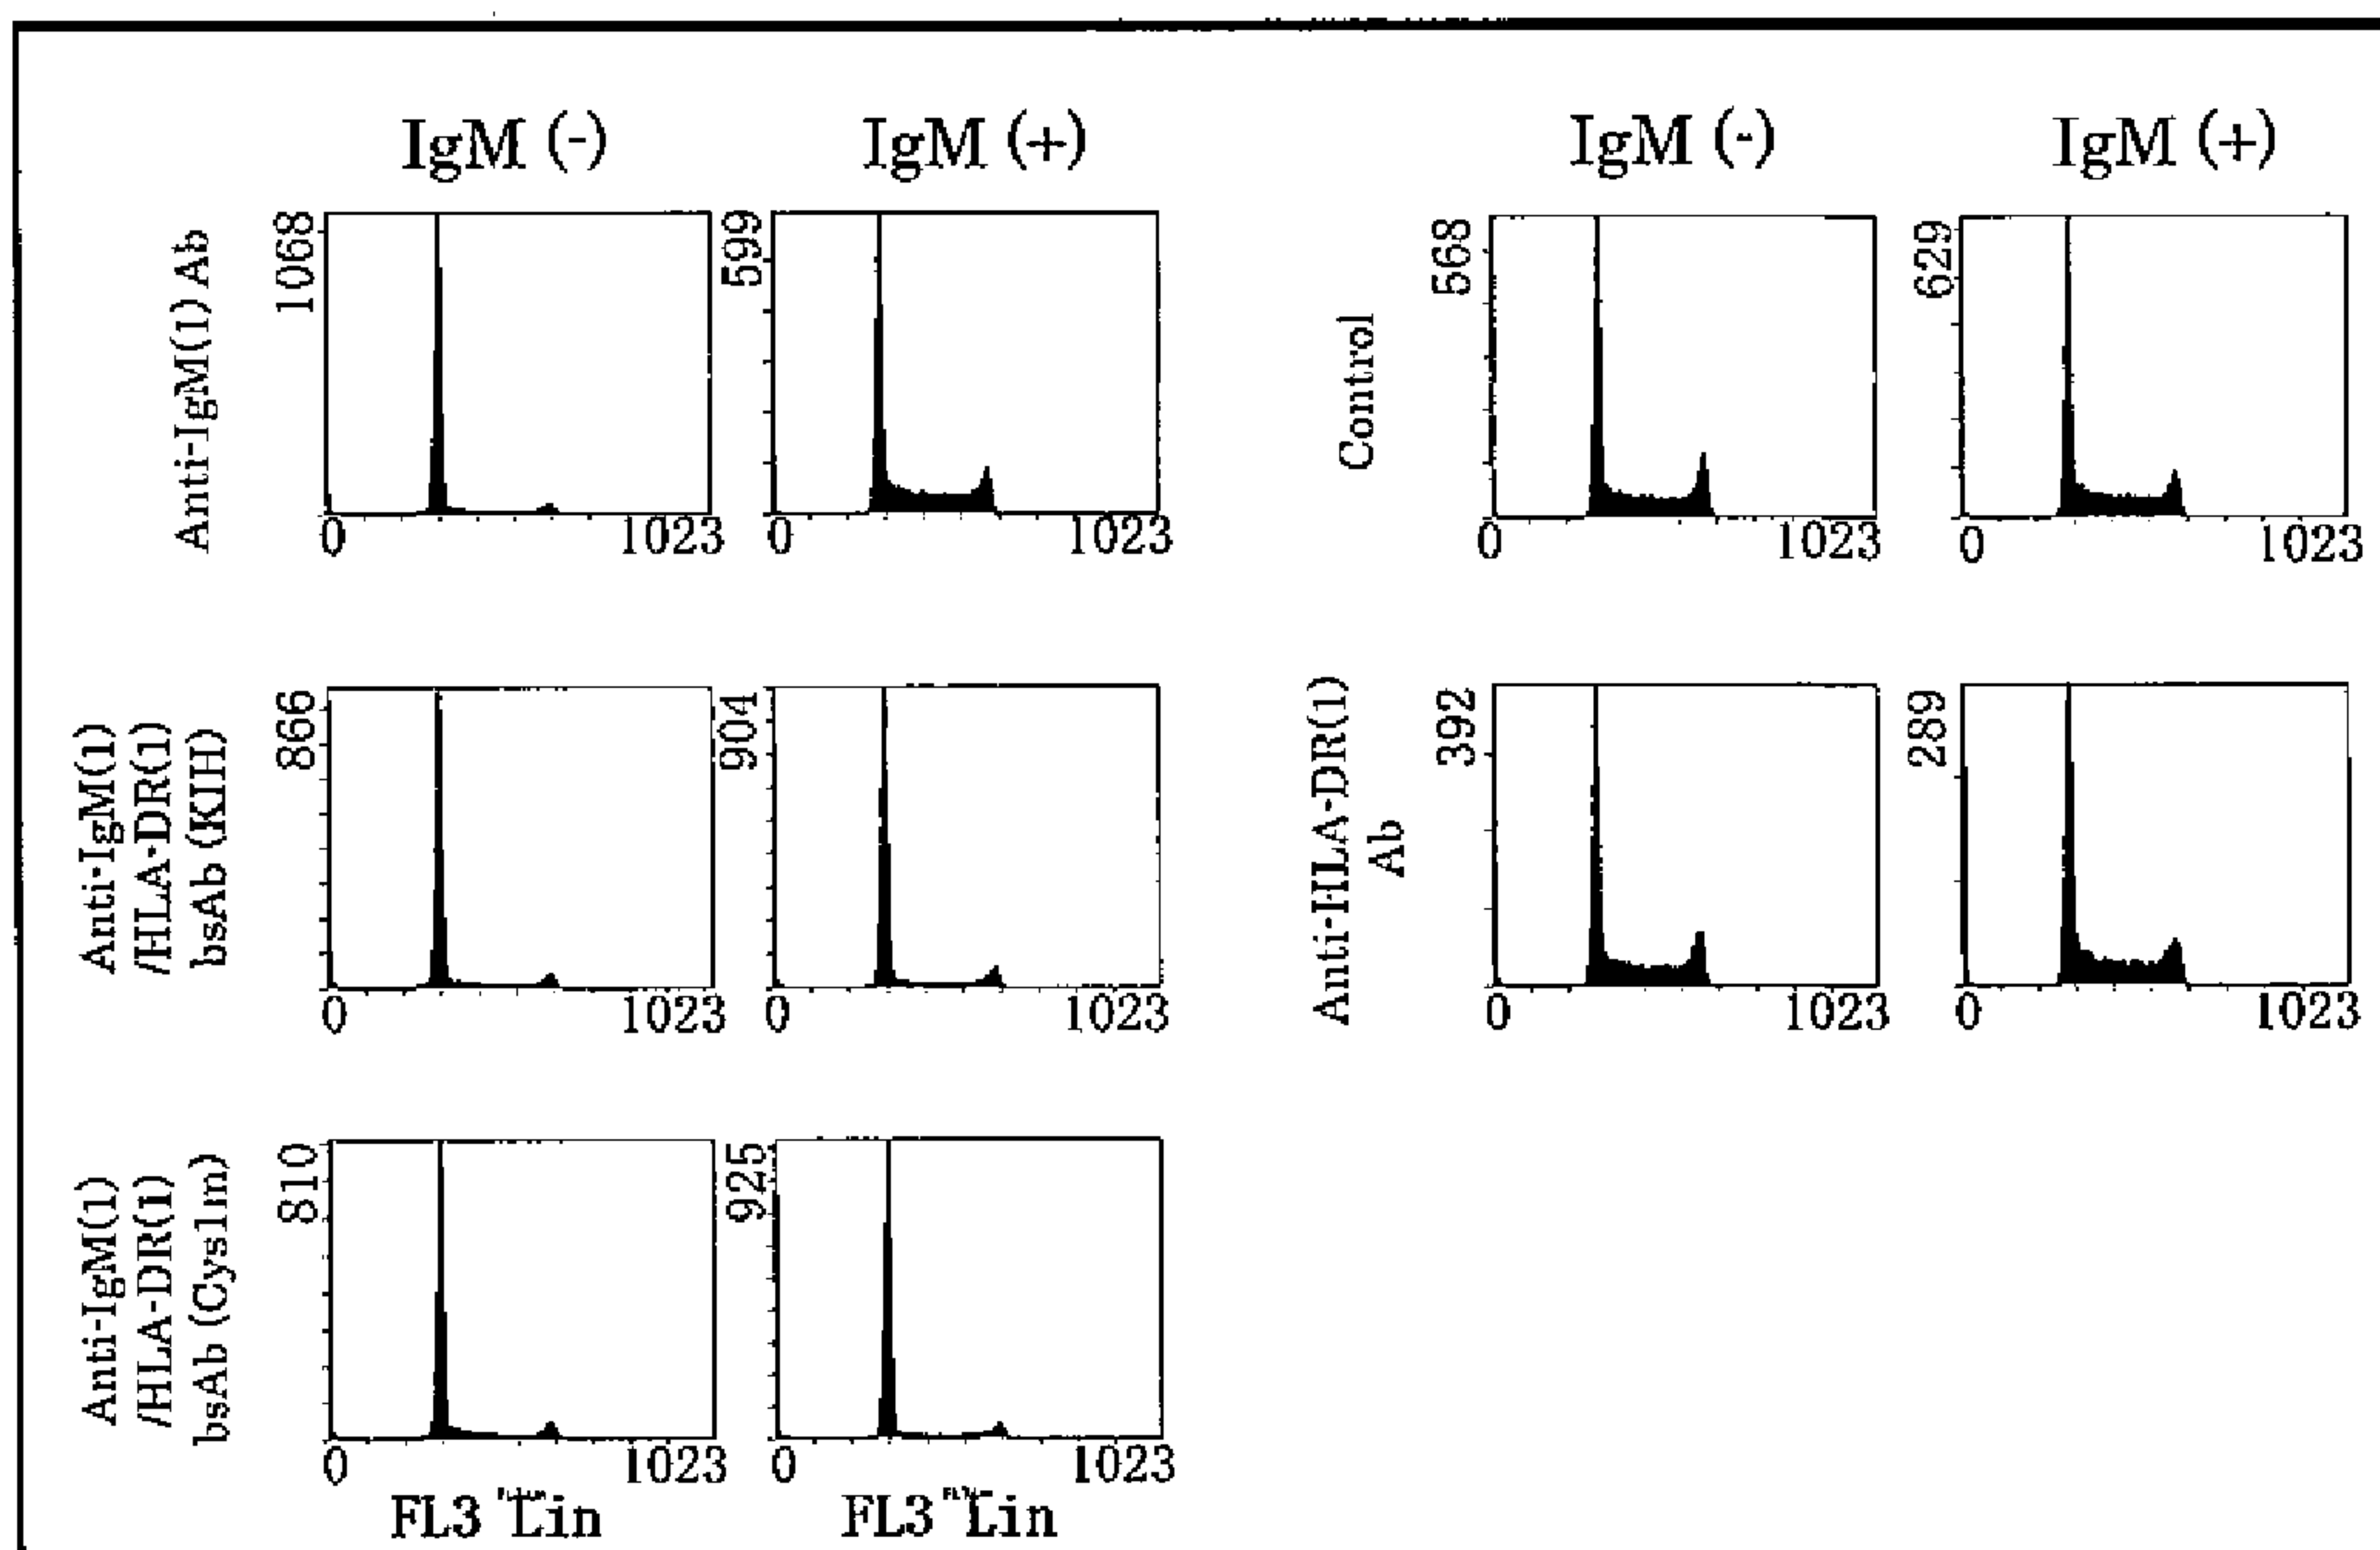 IgM (-) IgM (+) IgM (-) IgM (+)
Anti-IgM(1) Ab
1068
0 1023
599
0 1023
Control
568
0 1023
629
0 1023
Anti-IgM(1)
/HLA-DR(1)
bsAb (KIH)
866
0 1023
904
0 1023
Anti-HLA-DR(1)
Ab
392
0 1023
289
0 1023
Anti-IgM(1)
/HLA-DR(1)
bsAb (Cys1m)
810
0 1023
925
0 1023
FL3 Lin FL3 Lin